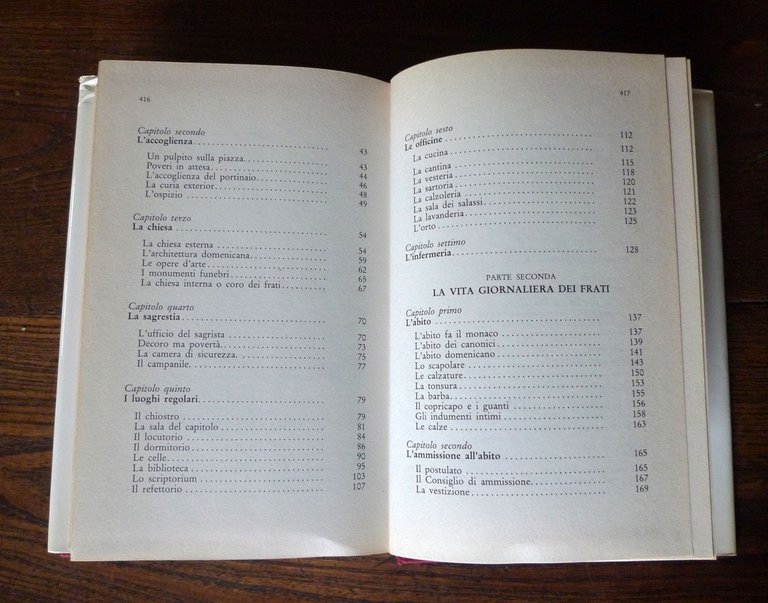 416
Capitolo secondo
L'accoglienza 43
Un pulpito sulla piazza 43
Poveri in attesa 44
L'accoglienza del portinaio 46
La curia exterior 48
L'ospizio 49
Capitolo terzo
La chiesa 54
La chiesa esterna 54
L'architettura domenicana 59
Le opere d'arte 62
I monumenti funebri 65
La chiesa interna o coro dei frati 67
Capitolo quarto
La sagrestia 70
L'ufficio del sagrista 70
Decoro ma povertà 73
La camera di sicurezza. 75
Il campanile 77
Capitolo quinto
I luoghi regolari 79
Il chiostro 79
La sala del capitolo 81
Il locutorio 84
Il dormitorio 86
Le celle 90
La biblioteca 95
Lo scriptorium 103
Il refettorio 107
417
Capitolo sesto
Le officine 112
La cucina 112
La cantina 115
La vesteria 118
La sartoria 120
La calzoleria 121
La sala dei salassi 122
La lavanderia 123
L'orto 125
Capitolo settimo
L'infermeria 128
PARTE SECONDA
LA VITA GIORNALIERA DEI FRATI
Capitolo primo
L'abito 137
L'abito fa il monaco 137
L'abito dei canonici 139
L'abito domenicano 141
Lo scapolare 143
Le calzature 150
La tonsura 153
La barba 155
Il copricapo e i guanti 156
Gli indumenti intimi 158
Le calze 163
Capitolo secondo
L'ammissione all'abito 165
Il postulato 165
Il Consiglio di ammissione 167
La vestizione 169